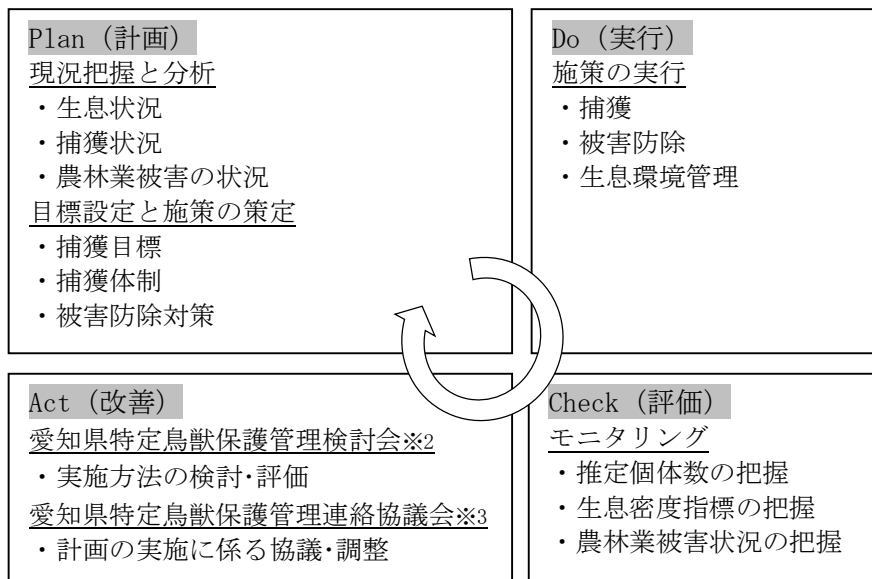 Plan（計画）
現況把握と分析
・生息状況
・捕獲状況
・農林業被害の状況
目標設定と施策の策定
・捕獲目標
・捕獲体制
・被害防除対策
Do（実行）
施策の実行
・捕獲
・被害防除
・生息環境管理
Act（改善）
愛知県特定鳥獣保護管理検討会※2
・実施方法の検討・評価
愛知県特定鳥獣保護管理連絡協議会※3
・計画の実施に係る協議・調整
Check（評価）
モニタリング
・推定個体数の把握
・生息密度指標の把握
・農林業被害状況の把握